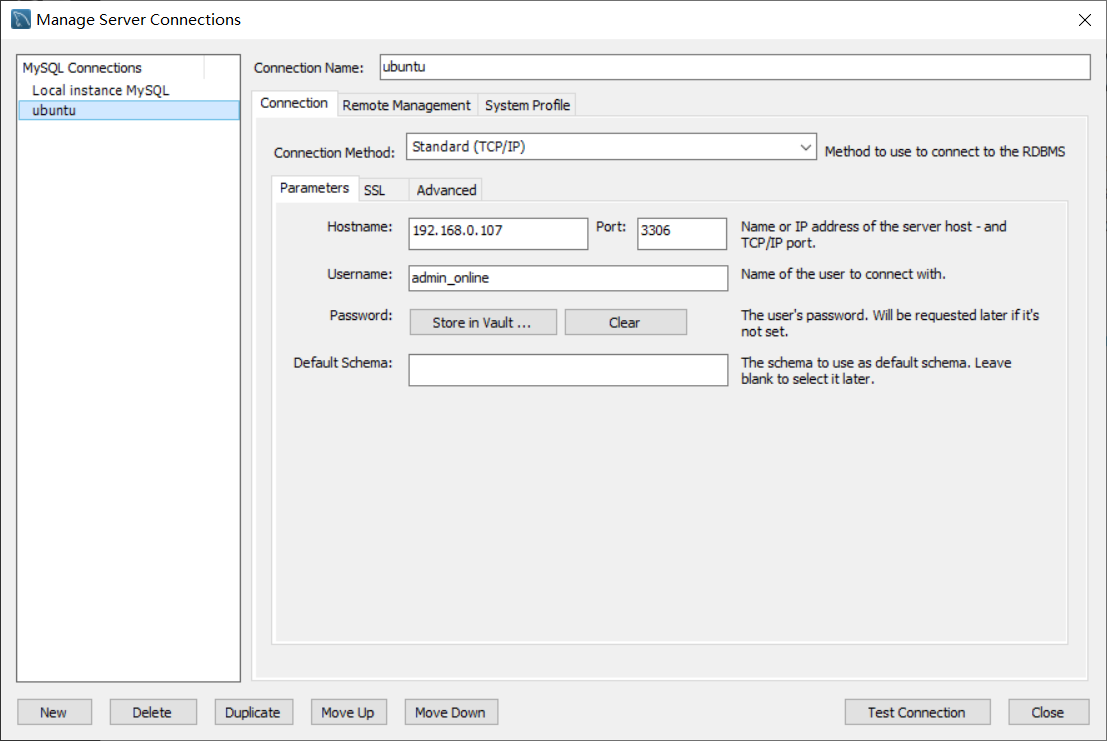 Manage Server Connections
MySQL Connections
Local instance MySQL
ubuntu
Connection Name: ubuntu
Connection Remote Management System Profile
Connection Method: Standard (TCP/IP) Method to use to connect to the RDBMS
Parameters SSL Advanced
Hostname: 192.168.0.107 Port: 3306 Name or IP address of the server host - and
TCP/IP port.
Username: admin_online Name of the user to connect with.
Password: Store in Vault ... Clear The user's password. Will be requested later if it's
not set.
Default Schema: The schema to use as default schema. Leave
blank to select it later.
New Delete Duplicate Move Up Move Down Test Connection Close